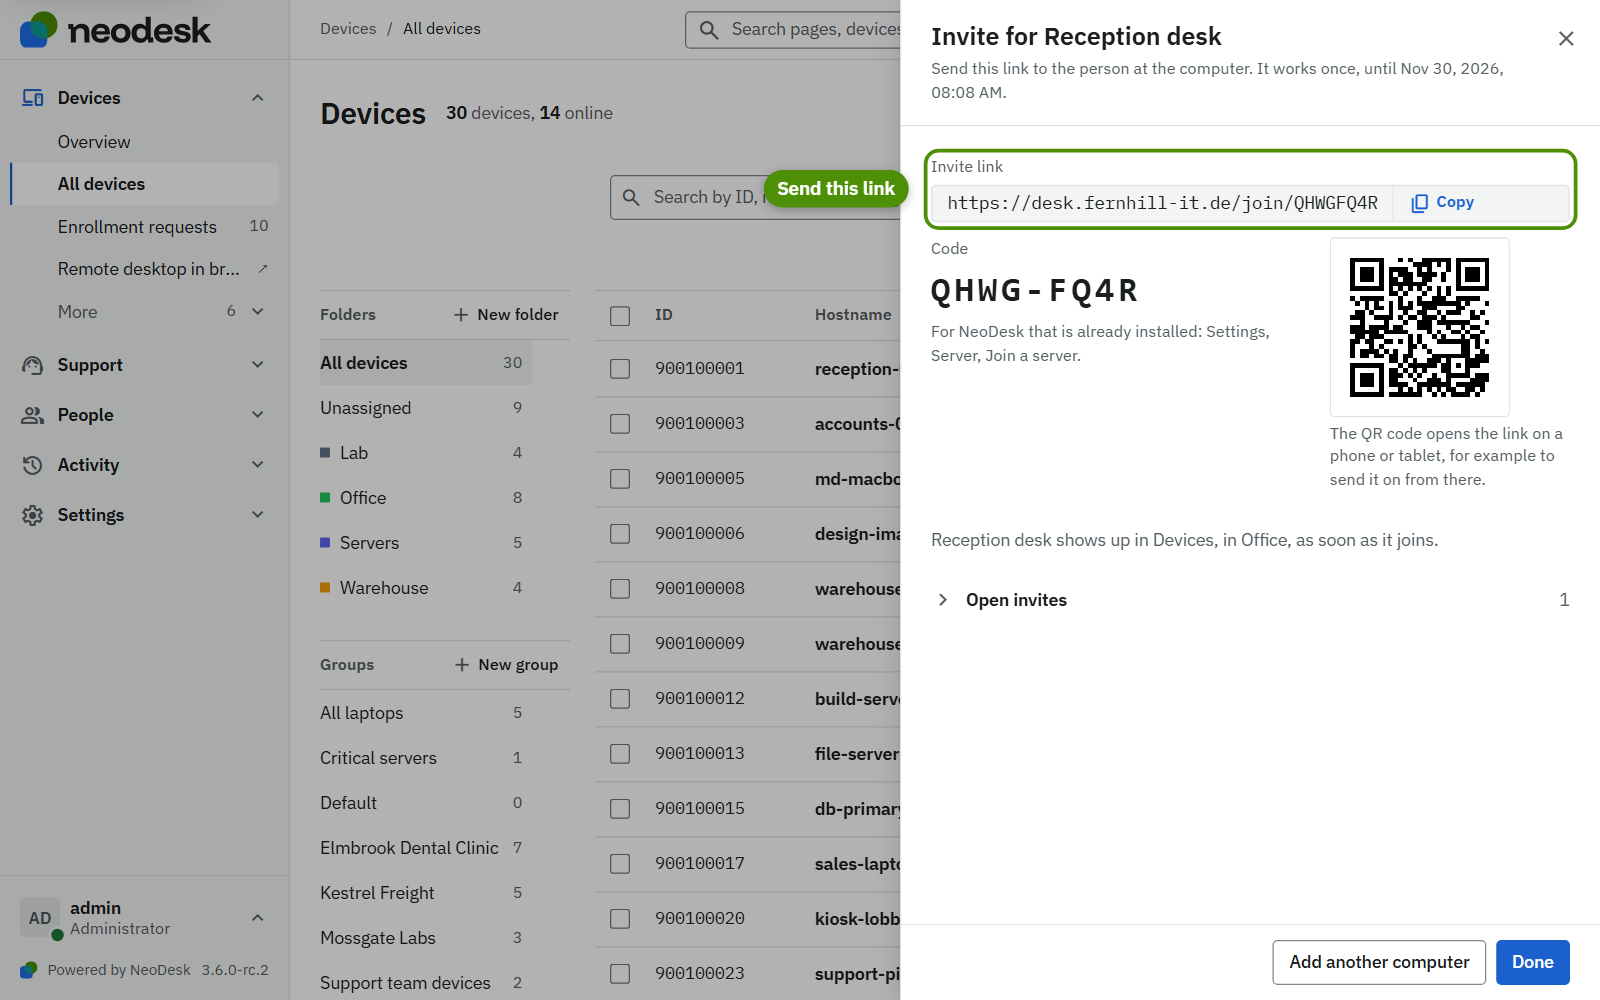 neodesk
Devices
Overview
All devices
Enrollment requests 10
Remote desktop in br...
More 6
Support
People
Activity
Settings
AD
admin
Administrator
Powered by NeoDesk 3.6.0-rc.2
Devices / All devices
Search pages, devices
Devices 30 devices, 14 online
Search by ID,
Send this link
Folders + New folder
All devices 30
Unassigned 9
Lab 4
Office 8
Servers 5
Warehouse 4
Groups + New group
All laptops 5
Critical servers 1
Default 0
Elmbrook Dental Clinic 7
Kestrel Freight 5
Mossgate Labs 3
Support team devices 2
ID Hostname
900100001 reception-
900100003 accounts-
900100005 md-macbo
900100006 design-ima
900100008 warehouse
900100009 warehouse
900100012 build-serve
900100013 file-server
900100015 db-primary
900100017 sales-lapto
900100020 kiosk-lobb
900100023 support-pi
Invite for Reception desk
Send this link to the person at the computer. It works once, until Nov 30, 2026,
08:08 AM.
Invite link
https://desk.fernhill-it.de/join/QHWGFQ4R Copy
Code
QHWG-FQ4R
For NeoDesk that is already installed: Settings,
Server, Join a server.
The QR code opens the link on a
phone or tablet, for example to
send it on from there.
Reception desk shows up in Devices, in Office, as soon as it joins.
Open invites 1
Add another computer
Done